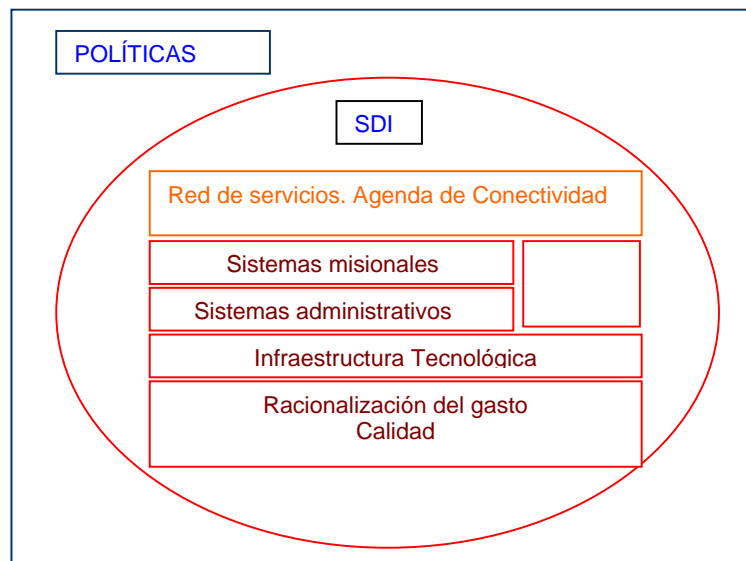 POLÍTICAS
SDI
Red de servicios. Agenda de Conectividad
Sistemas misionales
Sistemas administrativos
Infraestructura Tecnológica
Racionalización del gasto
Calidad